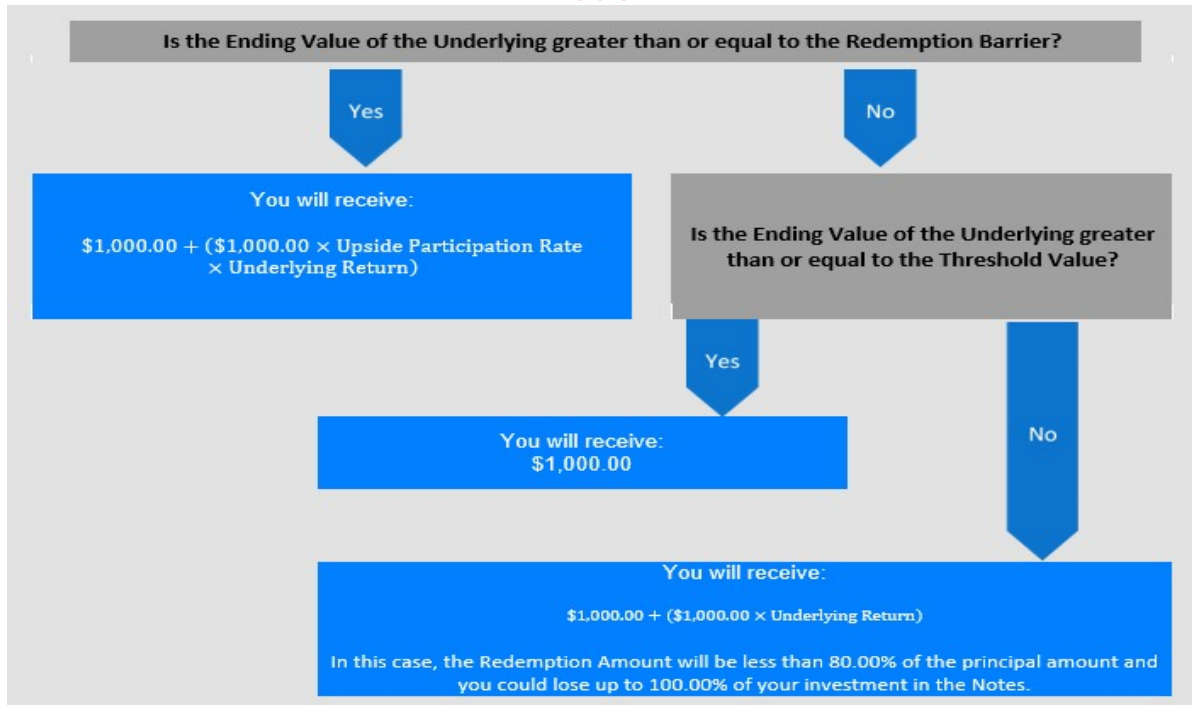 Is the Ending Value of the Underlying greater than or equal to the Redemption Barrier?
Yes
No
You will receive:
$1,000.00 + ($1,000.00 × Upside Participation Rate
× Underlying Return)
Is the Ending Value of the Underlying greater
than or equal to the Threshold Value?
Yes
No
You will receive:
$1,000.00
You will receive:
$1,000.00 + ($1,000.00 × Underlying Return)
In this case, the Redemption Amount will be less than 80.00% of the principal amount and
you could lose up to 100.00% of your investment in the Notes.